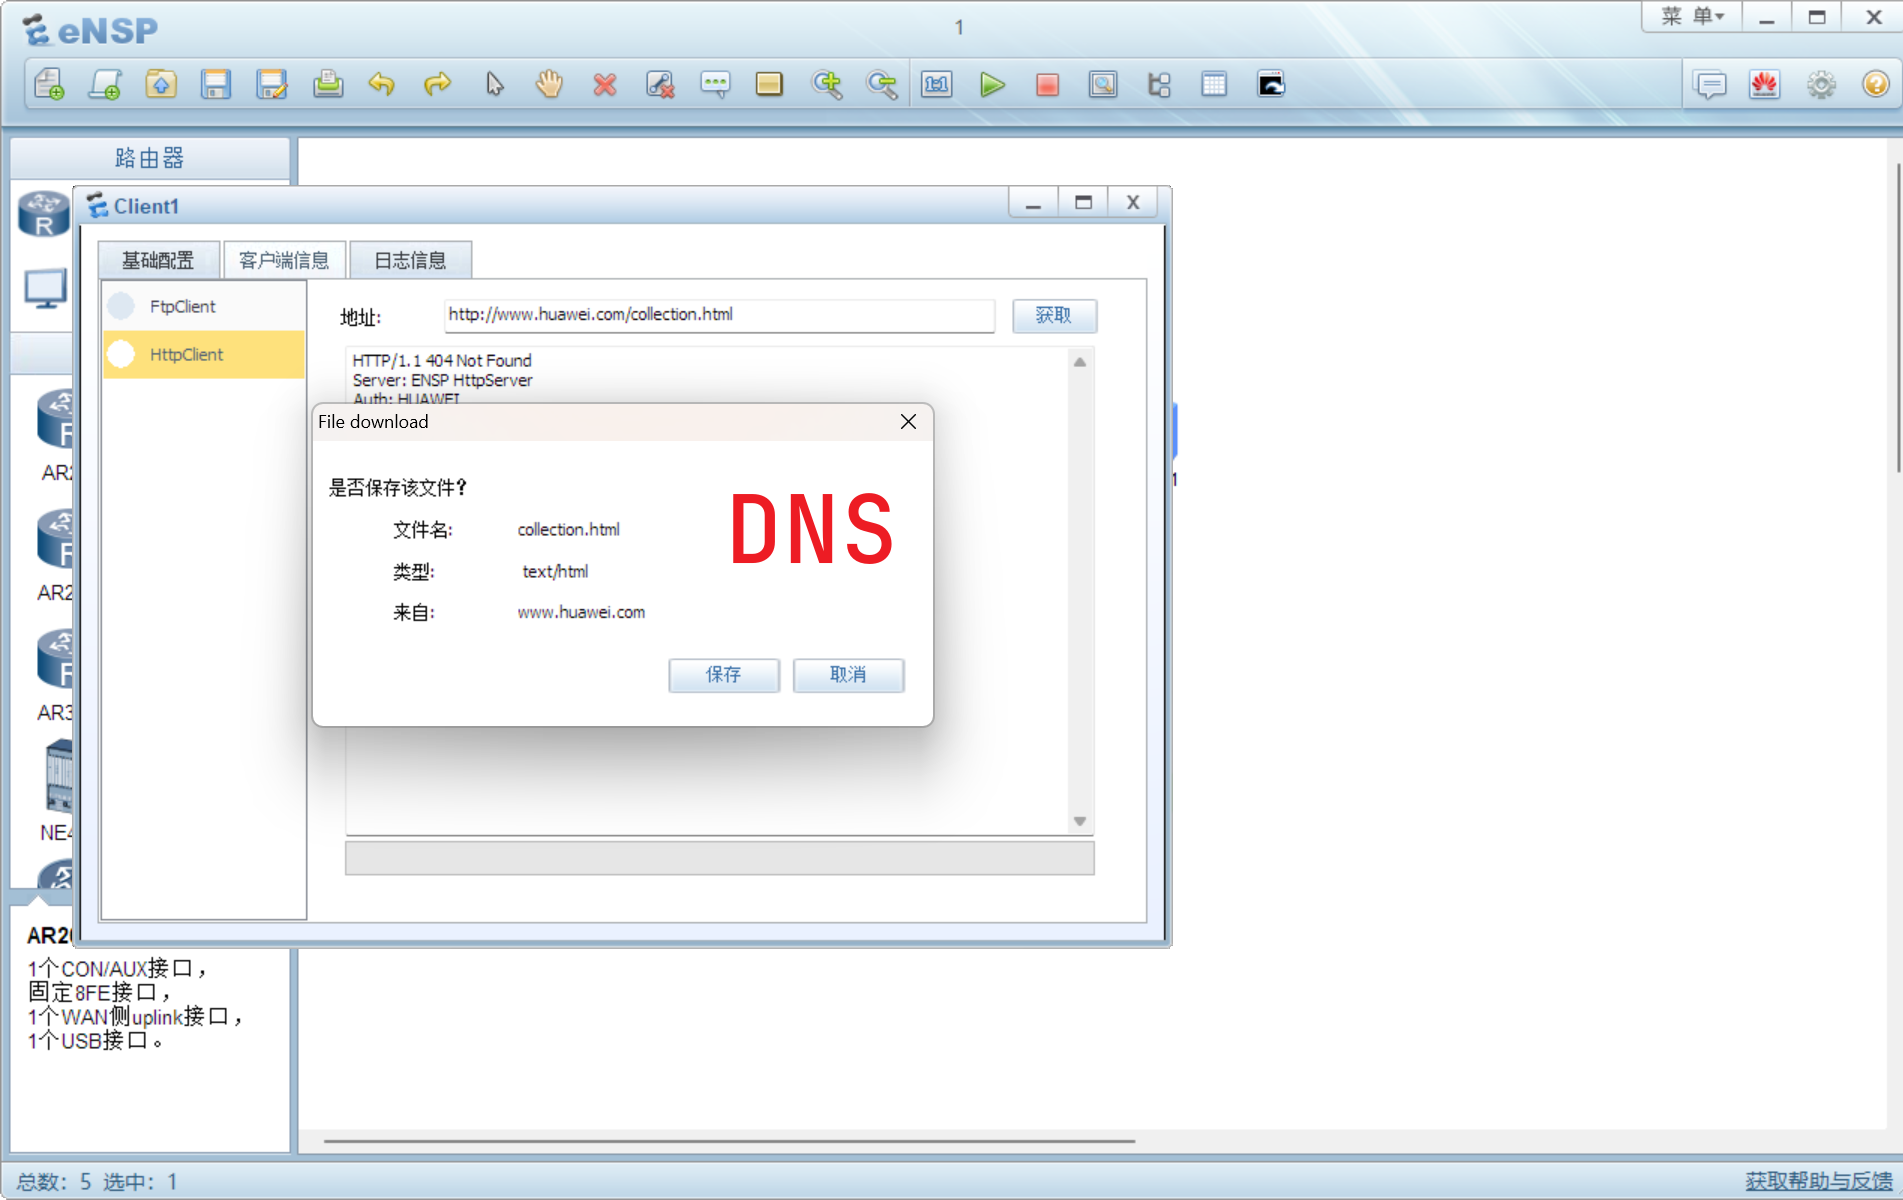 eNSP
1
菜 单
路由器
R
Client1
基础配置
客户端信息
日志信息
FtpClient
HttpClient
地址:
http://www.huawei.com/collection.html
获取
HTTP/1.1 404 Not Found
Server: ENSP HttpServer
Auth: HUAWEI
File download
是否保存该文件?
文件名:
collection.html
类型:
text/html
来自:
www.huawei.com
DNS
保存
取消
1
AR2
AR2
AR3
NE4
AR20
1个CON/AUX接口，
固定8FE接口，
1个WAN侧uplink接口，
1个USB接口。
总数: 5 选中: 1
获取帮助与反馈